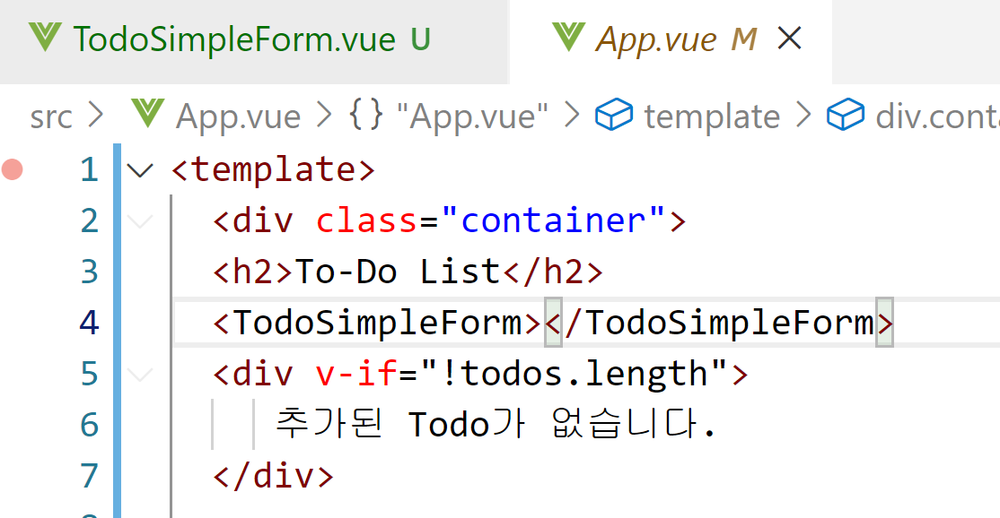 TodoSimpleForm.vue U App.vue M
src > App.vue > {} "App.vue" > template > div.conta
1 <template>
2 <div class="container">
3 <h2>To-Do List</h2>
4 <TodoSimpleForm></TodoSimpleForm>
5 <div v-if="!todos.length">
6 추가된 Todo가 없습니다.
7 </div>